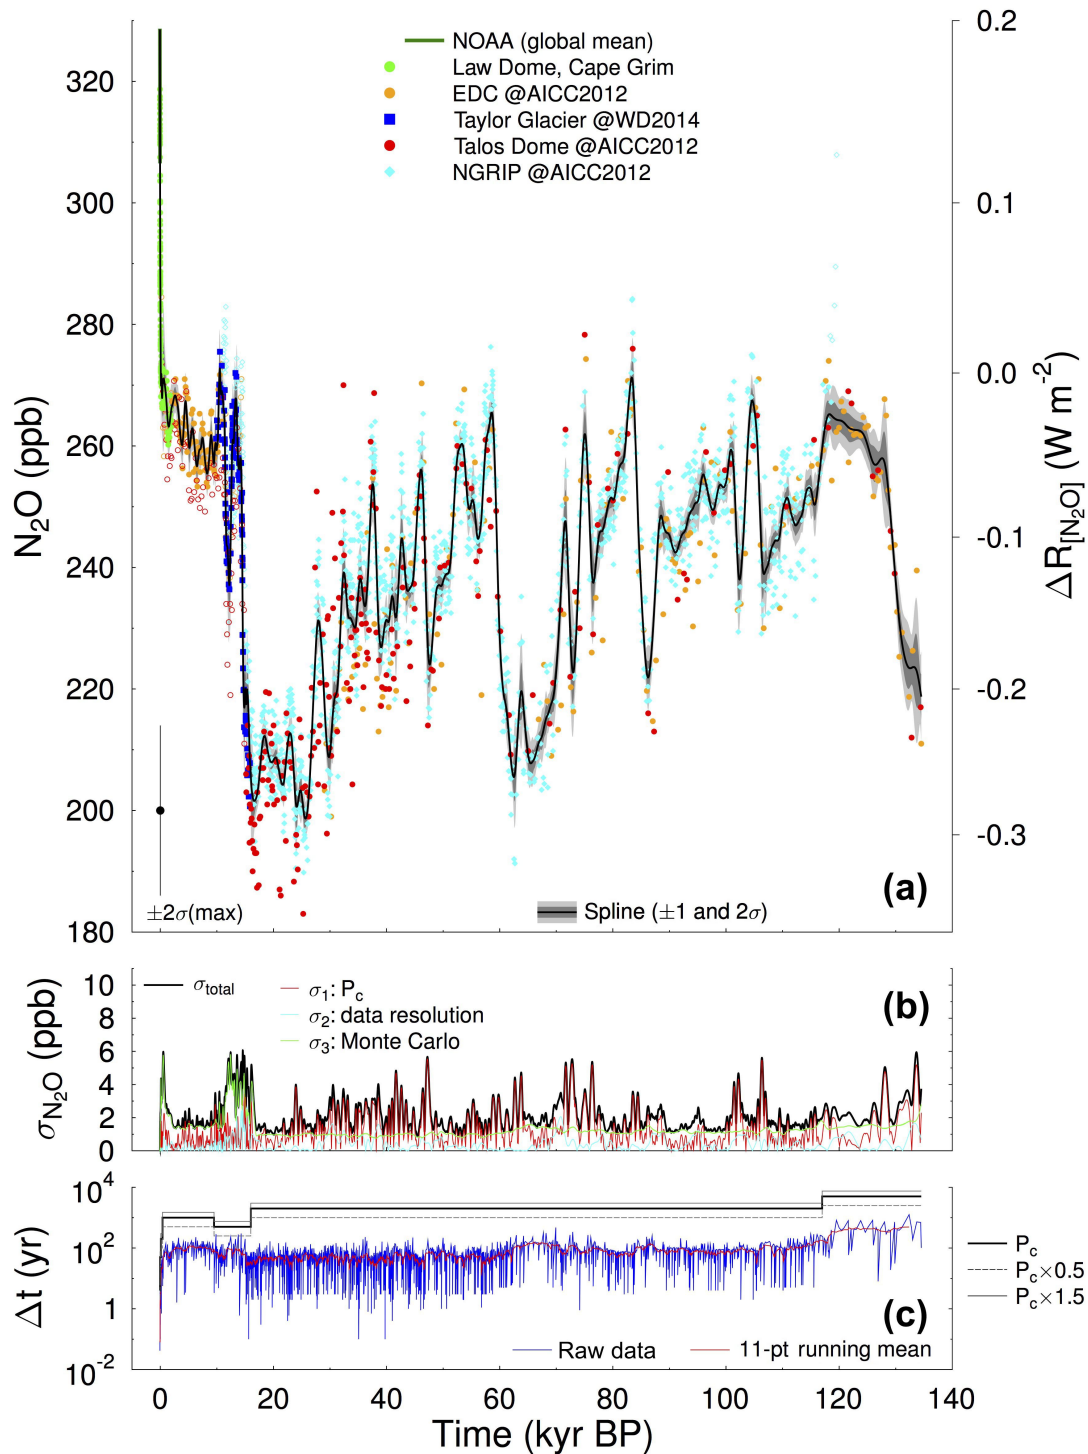 NOAA (global mean)
Law Dome, Cape Grim
EDC @AICC2012
Taylor Glacier @WD2014
Talos Dome @AICC2012
NGRIP @AICC2012
N₂O (ppb)
320
300
280
260
240
220
200
180
0.2
0.1
0.0
-0.1
-0.2
-0.3
ΔR[N₂O] (W m⁻²)
±2σ(max)
Spline (±1 and 2σ)
(a)
σN₂O (ppb)
10
8
6
4
2
0
σtotal
σ₁: Pc
σ₂: data resolution
σ₃: Monte Carlo
(b)
Δt (yr)
10⁴
10²
1
10⁻²
(c)
Pc
Pc×0.5
Pc×1.5
Raw data
11-pt running mean
0 20 40 60 80 100 120 140
Time (kyr BP)